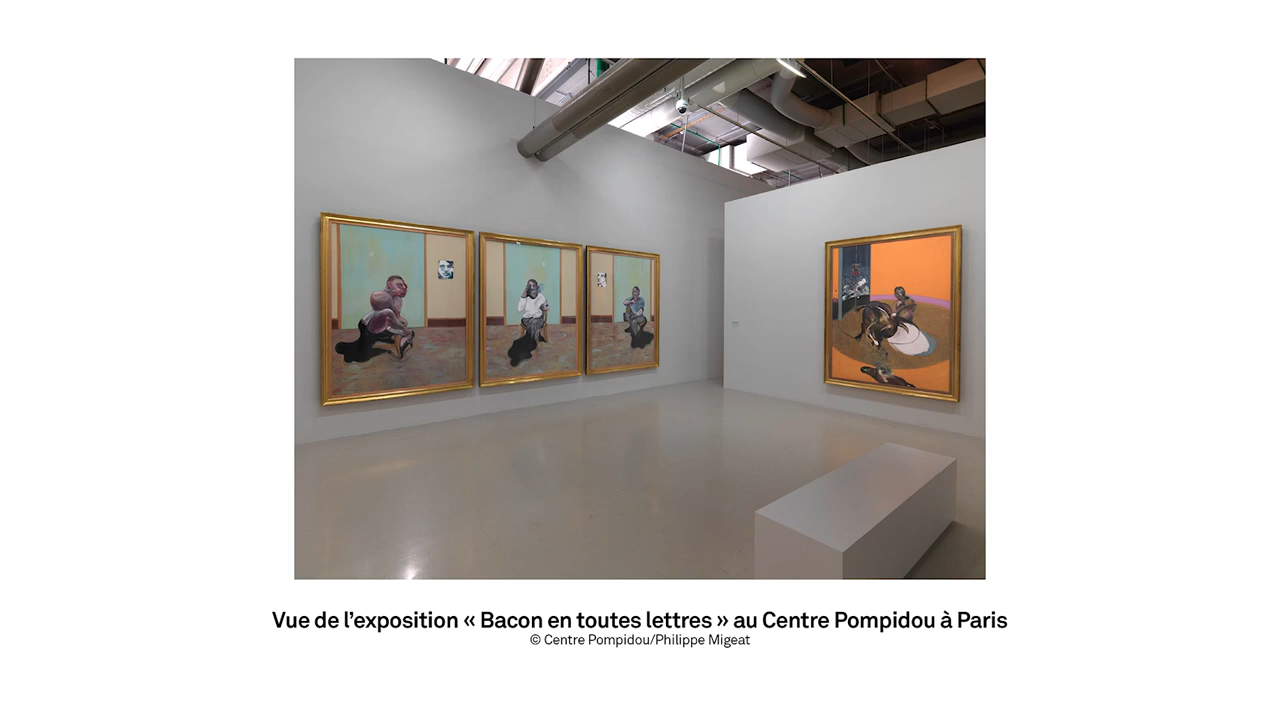 Vue de l’exposition « Bacon en toutes lettres » au Centre Pompidou à Paris
© Centre Pompidou/Philippe Migeat